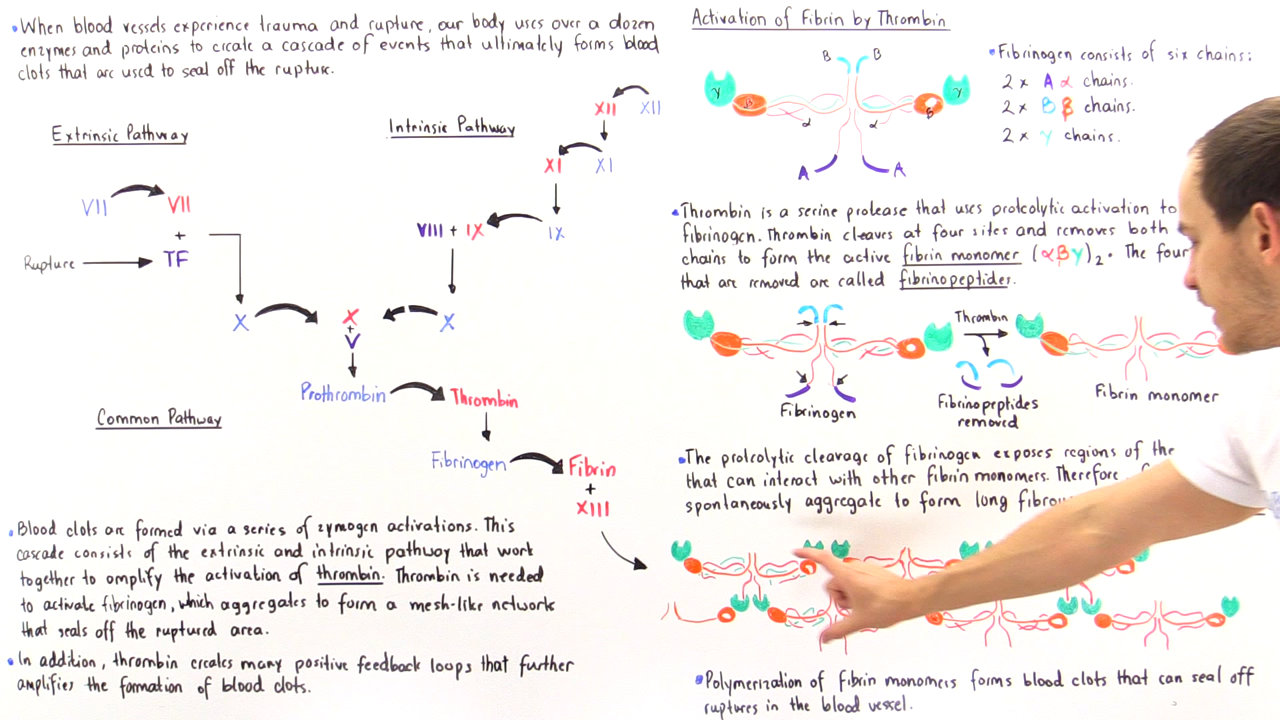 •When blood vessels experience trauma and rupture, our body uses over a dozen
enzymes and proteins to create a cascade of events that ultimately forms blood
clots that are used to seal off the rupture.
Extrinsic Pathway
Intrinsic Pathway
XII
XII
XI
XI
VII
VII
VIII + IX
IX
+
Rupture
TF
X
X
+
V
X
Prothrombin
Thrombin
Common Pathway
Fibrinogen
Fibrin
+
XIII
•Blood clots are formed via a series of zymogen activations. This
cascade consists of the extrinsic and intrinsic pathway that work
together to amplify the activation of thrombin. Thrombin is needed
to activate fibrinogen, which aggregates to form a mesh-like network
that seals off the ruptured area.
•In addition, thrombin creates many positive feedback loops that further
amplifies the formation of blood clots.
Activation of Fibrin by Thrombin
B
B
γ
β
α
α
β
γ
A
A
•Fibrinogen consists of six chains:
2 x A α chains.
2 x B β chains.
2 x γ chains.
•Thrombin is a serine protease that uses proteolytic activation to
fibrinogen. Thrombin cleaves at four sites and removes both
chains to form the active fibrin monomer (αβγ)₂. The four
that are removed are called fibrinopeptides.
Thrombin
Fibrinogen
Fibrinopeptides
removed
Fibrin monomer
•The proteolytic cleavage of fibrinogen exposes regions of the
that can interact with other fibrin monomers. Therefore
spontaneously aggregate to form long
•Polymerization of fibrin monomers forms blood clots that can seal off
ruptures in the blood vessel.